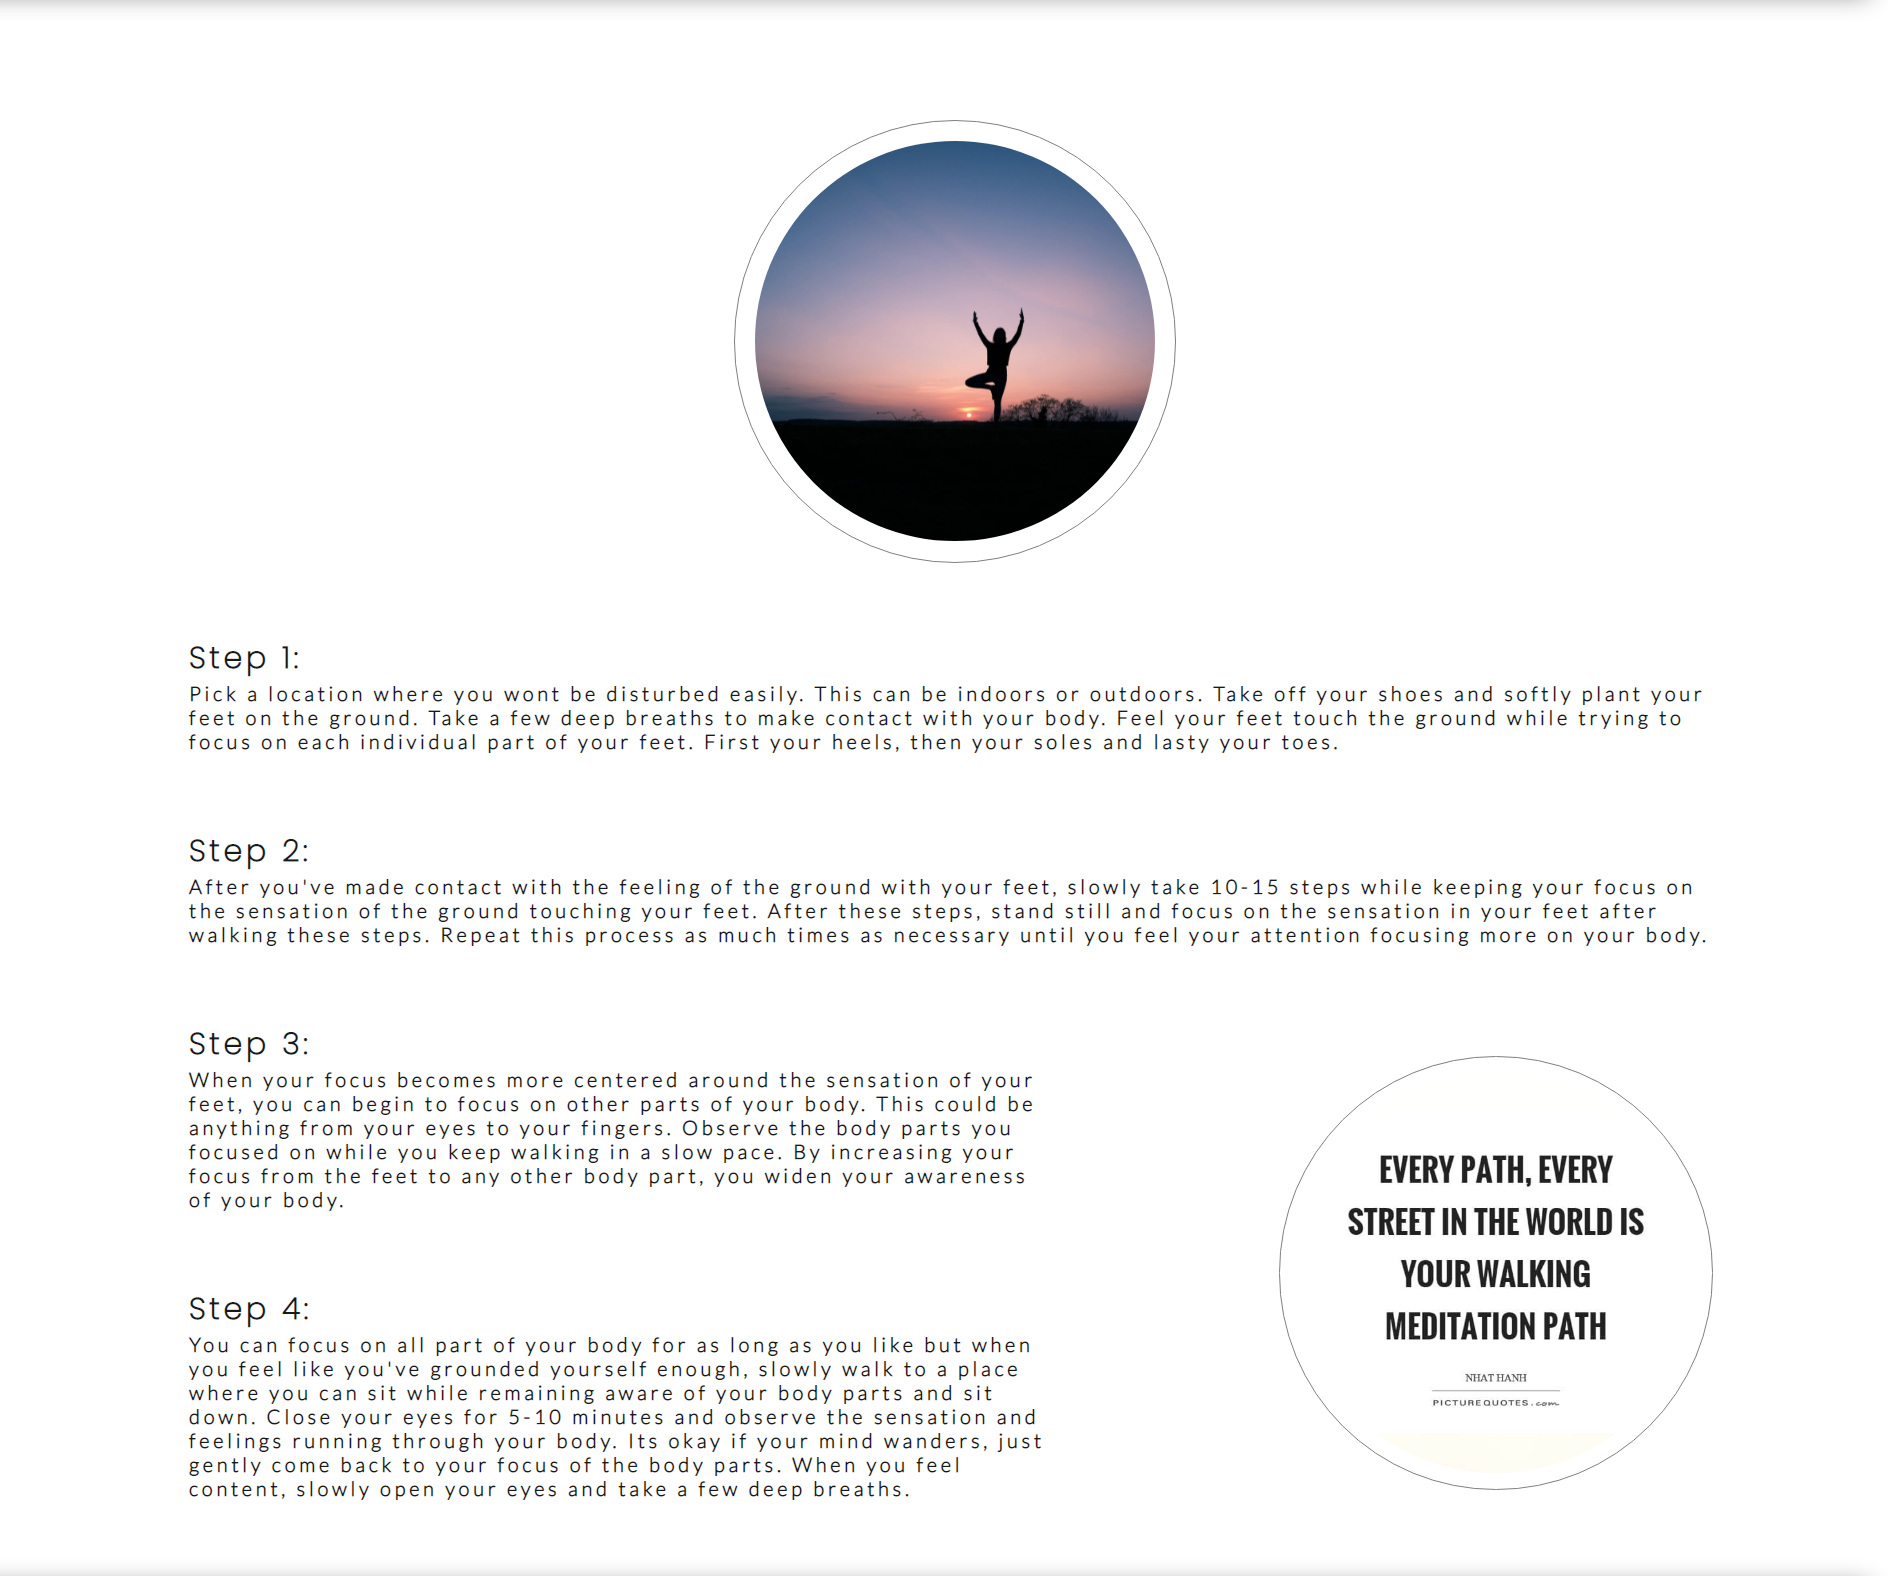 Step 1:
Pick a location where you wont be disturbed easily. This can be indoors or outdoors. Take off your shoes and softly plant your
feet on the ground. Take a few deep breaths to make contact with your body. Feel your feet touch the ground while trying to
focus on each individual part of your feet. First your heels, then your soles and lasty your toes.
Step 2:
After you've made contact with the feeling of the ground with your feet, slowly take 10-15 steps while keeping your focus on
the sensation of the ground touching your feet. After these steps, stand still and focus on the sensation in your feet after
walking these steps. Repeat this process as much times as necessary until you feel your attention focusing more on your body.
Step 3:
When your focus becomes more centered around the sensation of your
feet, you can begin to focus on other parts of your body. This could be
anything from your eyes to your fingers. Observe the body parts you
focused on while you keep walking in a slow pace. By increasing your
focus from the feet to any other body part, you widen your awareness
of your body.
Step 4:
You can focus on all part of your body for as long as you like but when
you feel like you've grounded yourself enough, slowly walk to a place
where you can sit while remaining aware of your body parts and sit
down. Close your eyes for 5-10 minutes and observe the sensation and
feelings running through your body. Its okay if your mind wanders, just
gently come back to your focus of the body parts. When you feel
content, slowly open your eyes and take a few deep breaths.
EVERY PATH, EVERY
STREET IN THE WORLD IS
YOUR WALKING
MEDITATION PATH
NHAT HANH
PICTUREQUOTES.com